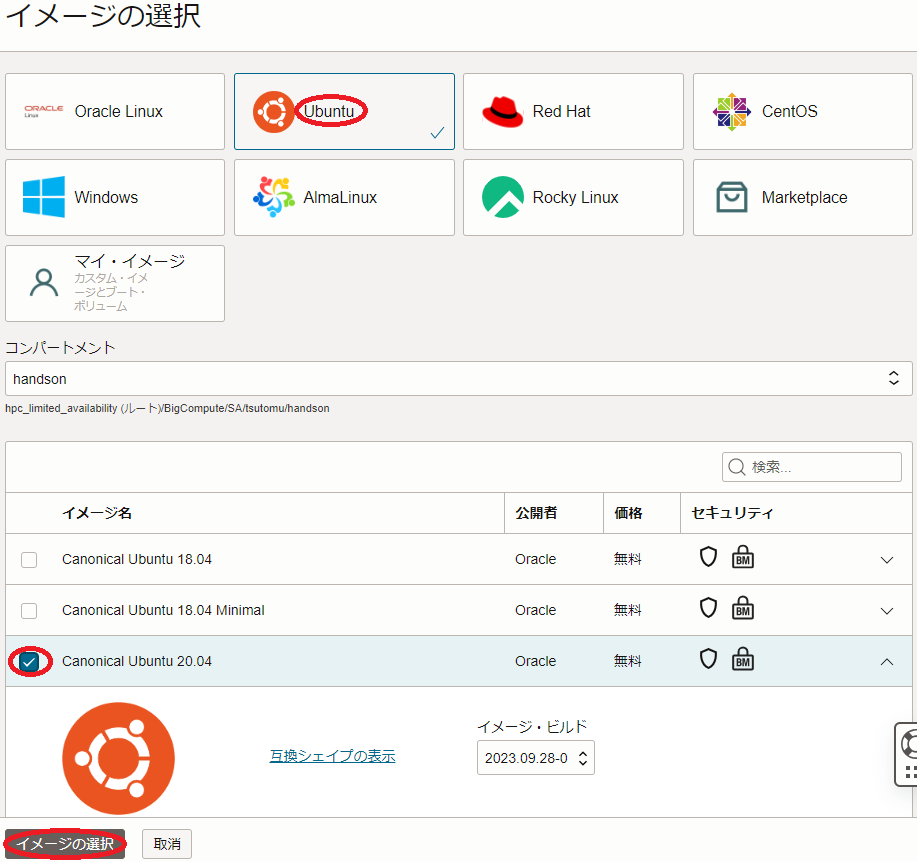 イメージの選択
ORACLE
Linux
Oracle Linux
Ubuntu
Red Hat
CentOS
Windows
AlmaLinux
Rocky Linux
Marketplace
マイ・イメージ
カスタム・イメ
ージとブート・
ボリューム
コンパートメント
handson
hpc_limited_availability (ルート)/BigCompute/SA/tsutomu/handson
検索...
イメージ名 公開者 価格 セキュリティ
Canonical Ubuntu 18.04 Oracle 無料 BM
Canonical Ubuntu 18.04 Minimal Oracle 無料 BM
Canonical Ubuntu 20.04 Oracle 無料 BM
イメージ・ビルド
互換シェイプの表示 2023.09.28-0
イメージの選択 取消